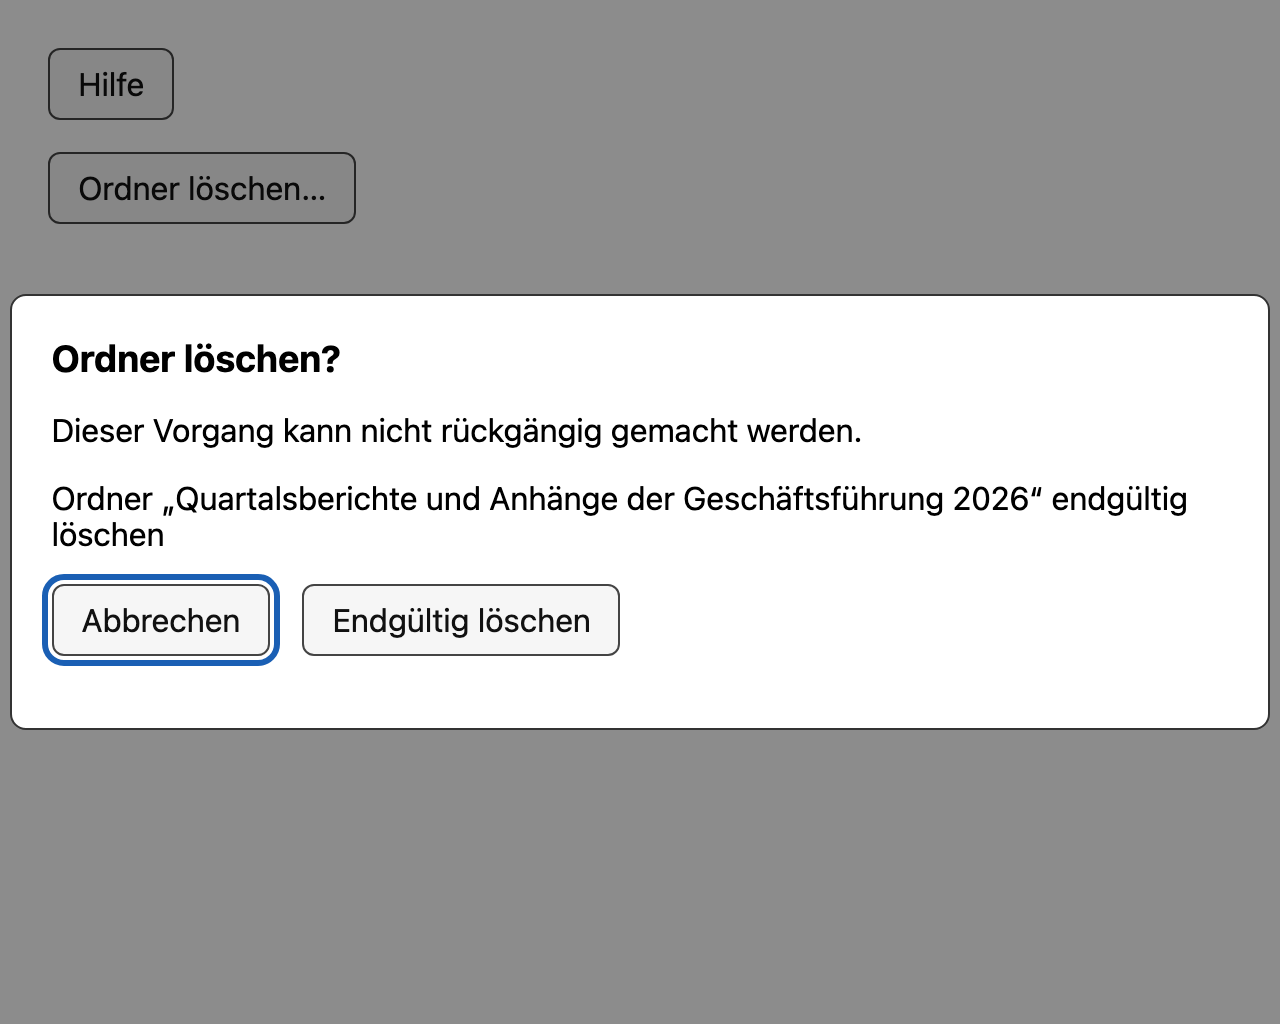 Hilfe
Ordner löschen…
Ordner löschen?
Dieser Vorgang kann nicht rückgängig gemacht werden.
Ordner „Quartalsberichte und Anhänge der Geschäftsführung 2026“ endgültig
löschen
Abbrechen
Endgültig löschen